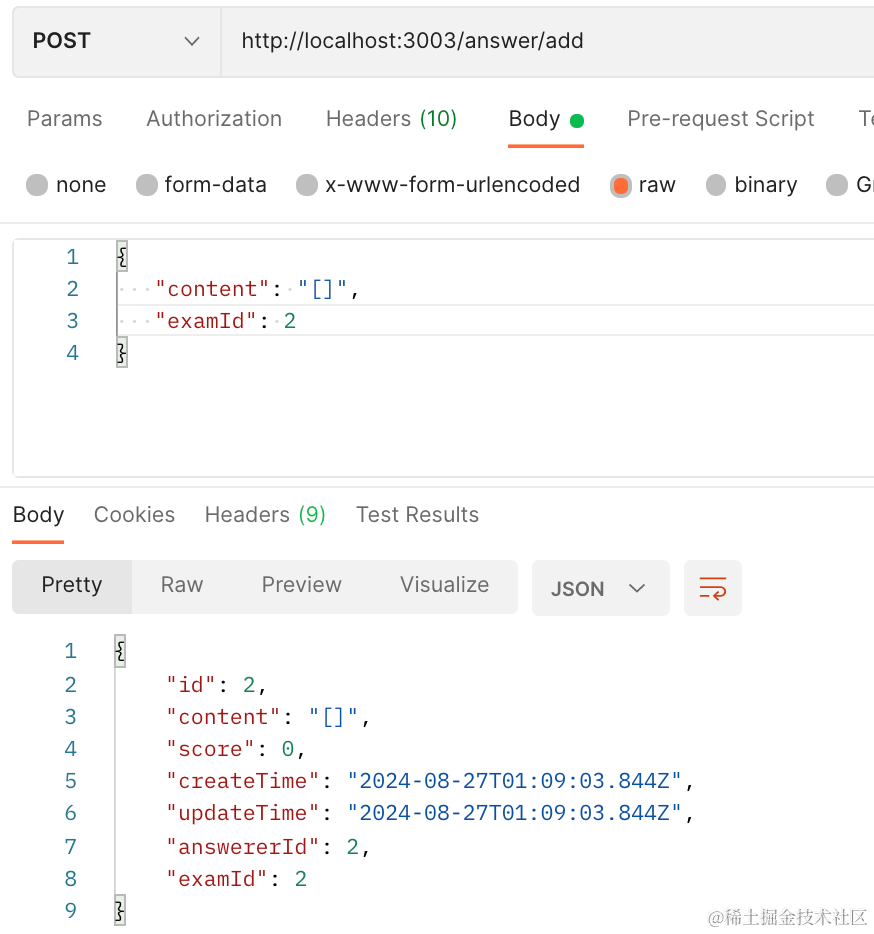 POST http://localhost:3003/answer/add
Params Authorization Headers (10) Body Pre-request Script
none form-data x-www-form-urlencoded raw binary
1 {
2 "content": "[]",
3 "examId": 2
4 }
Body Cookies Headers (9) Test Results
Pretty Raw Preview Visualize JSON
1 {
2 "id": 2,
3 "content": "[]",
4 "score": 0,
5 "createTime": "2024-08-27T01:09:03.844Z",
6 "updateTime": "2024-08-27T01:09:03.844Z",
7 "answererId": 2,
8 "examId": 2
9 }
@稀土掘金技术社区